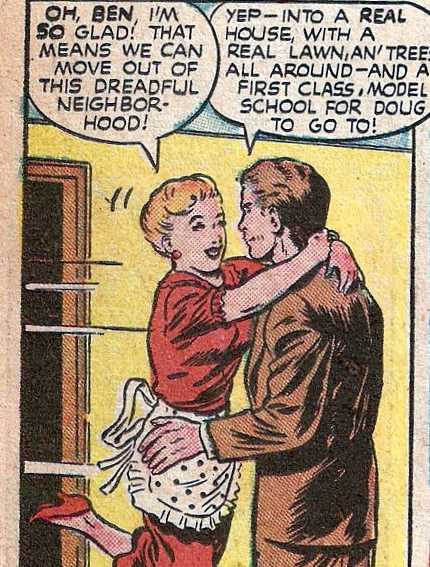 OH, BEN, I'M
SO GLAD! THAT
MEANS WE CAN
MOVE OUT OF
THIS DREADFUL
NEIGHBOR-
HOOD!
YEP—INTO A REAL
HOUSE, WITH A
REAL LAWN, AN' TREES
ALL AROUND—AND A
FIRST CLASS, MODEL
SCHOOL FOR DOUG
TO GO TO!